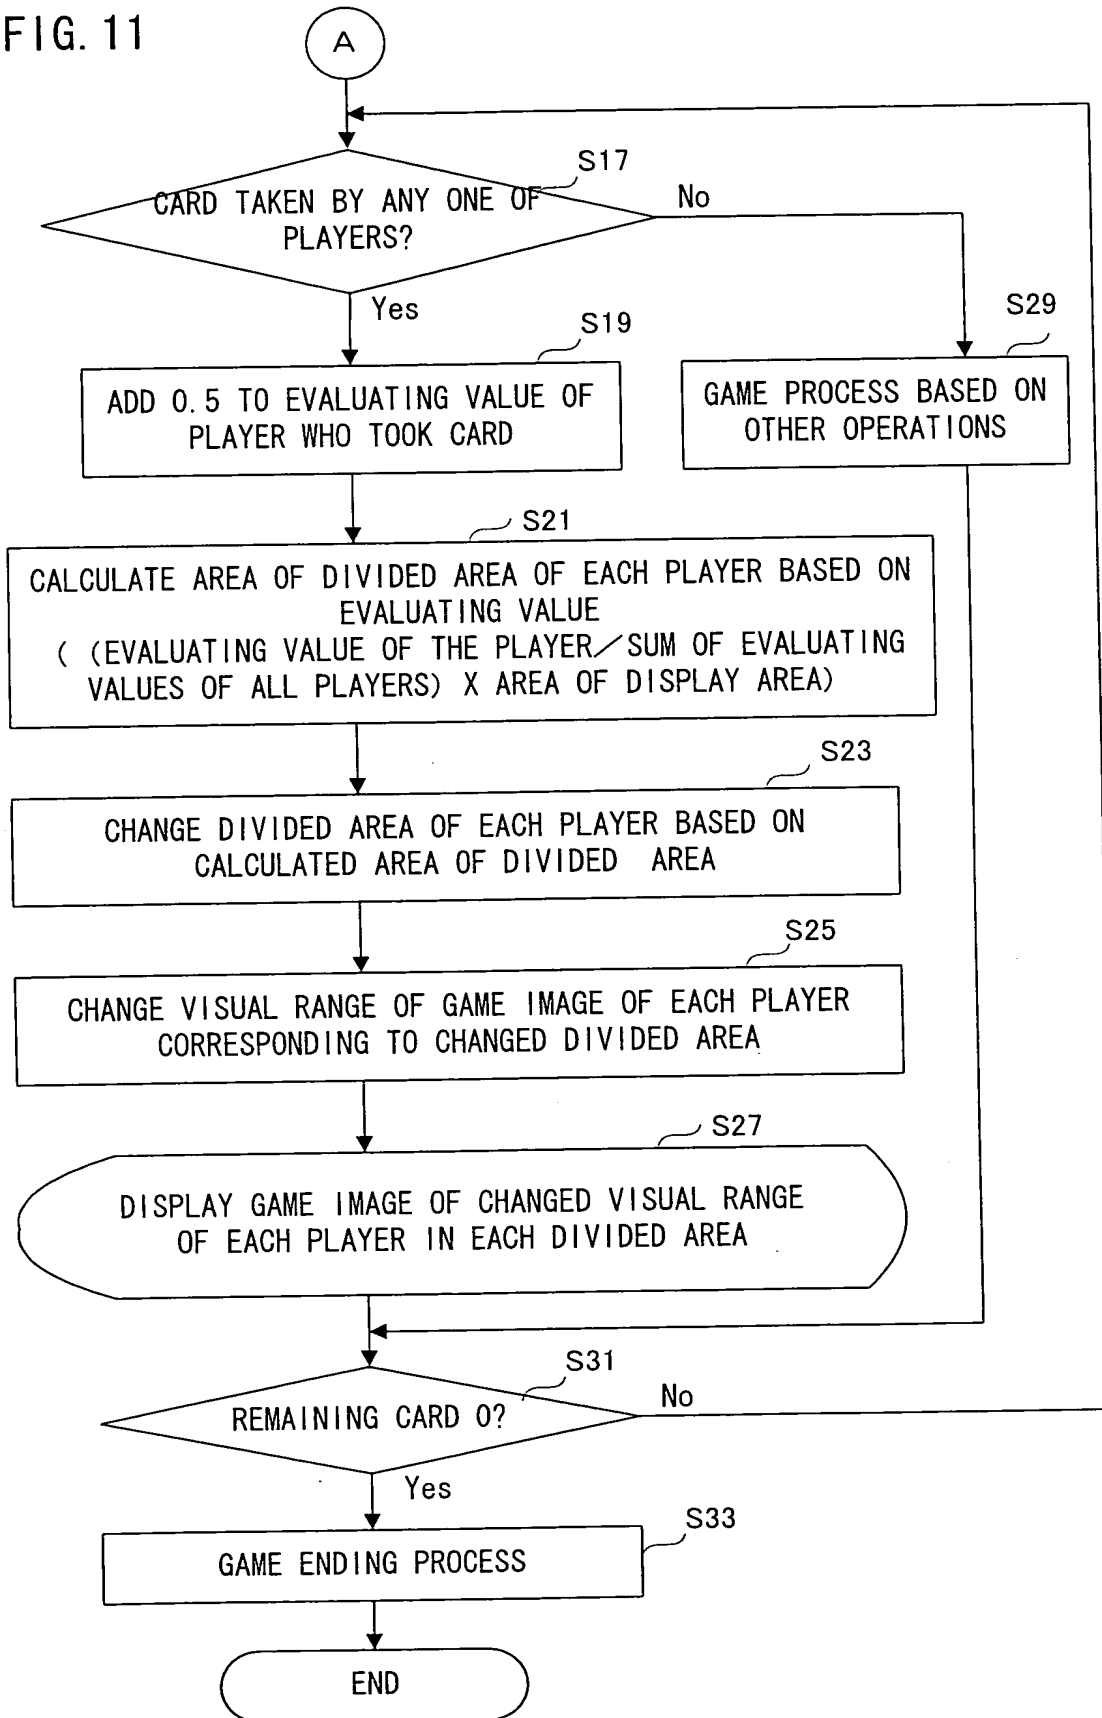 FIG. 11
A
S17
CARD TAKEN BY ANY ONE OF
PLAYERS?
No
Yes
S19
ADD 0.5 TO EVALUATING VALUE OF
PLAYER WHO TOOK CARD
S29
GAME PROCESS BASED ON
OTHER OPERATIONS
S21
CALCULATE AREA OF DIVIDED AREA OF EACH PLAYER BASED ON
EVALUATING VALUE
( (EVALUATING VALUE OF THE PLAYER/SUM OF EVALUATING
VALUES OF ALL PLAYERS) X AREA OF DISPLAY AREA)
S23
CHANGE DIVIDED AREA OF EACH PLAYER BASED ON
CALCULATED AREA OF DIVIDED AREA
S25
CHANGE VISUAL RANGE OF GAME IMAGE OF EACH PLAYER
CORRESPONDING TO CHANGED DIVIDED AREA
S27
DISPLAY GAME IMAGE OF CHANGED VISUAL RANGE
OF EACH PLAYER IN EACH DIVIDED AREA
S31
REMAINING CARD 0?
No
Yes
S33
GAME ENDING PROCESS
END